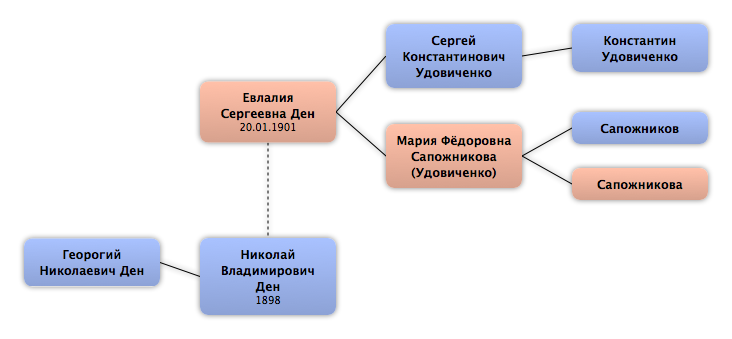 Сергей
Константинович
Удовиченко
Константин
Удовиченко
Евлалия
Сергеевна Ден
20.01.1901
Мария Фёдоровна
Сапожникова
(Удовиченко)
Сапожников
Сапожникова
Георогий
Николаевич Ден
Николай
Владимирович
Ден
1898